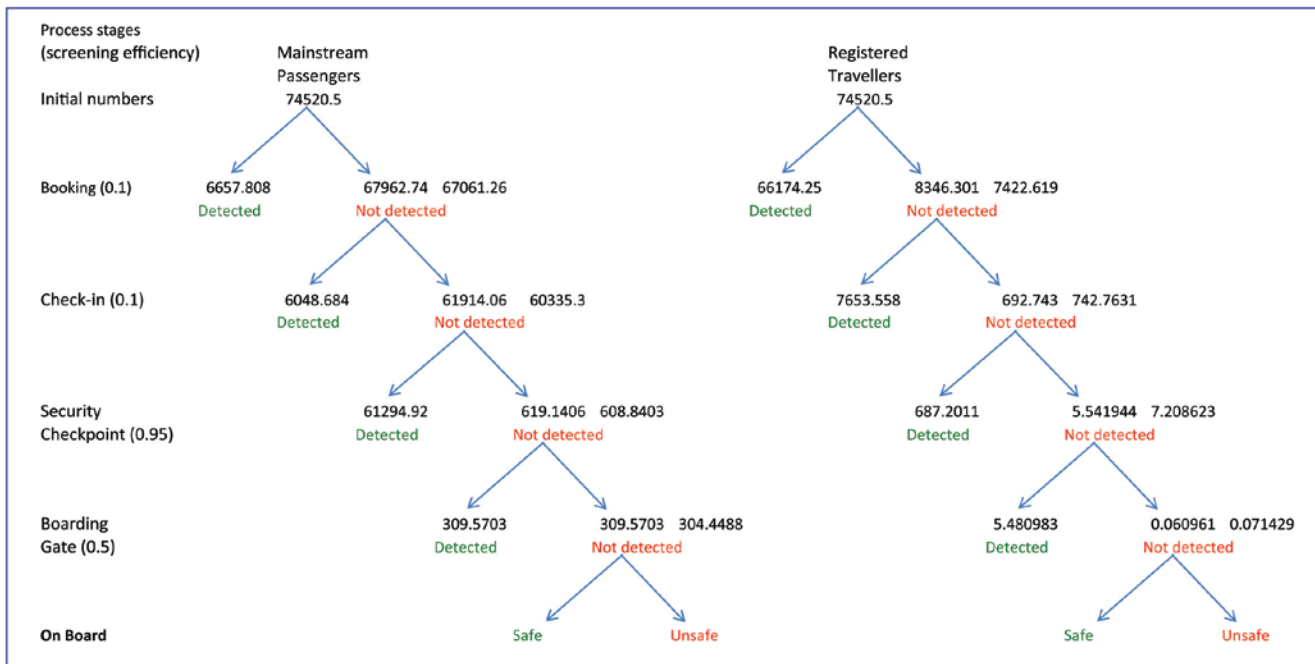 Process stages
(screening efficiency)
Mainstream
Passengers
Registered
Travellers
Initial numbers
74520.5
74520.5
Booking (0.1)
6657.808 67962.74 67061.26
66174.25 8346.301 7422.619
Detected Not detected
Detected Not detected
Check-in (0.1)
6048.684 61914.06 60335.3
7653.558 692.743 742.7631
Detected Not detected
Detected Not detected
Security
Checkpoint (0.95)
61294.92 619.1406 608.8403
687.2011 5.541944 7.208623
Detected Not detected
Detected Not detected
Boarding
Gate (0.5)
309.5703 309.5703 304.4488
5.480983 0.060961 0.071429
Detected Not detected
Detected Not detected
On Board
Safe Unsafe
Safe Unsafe